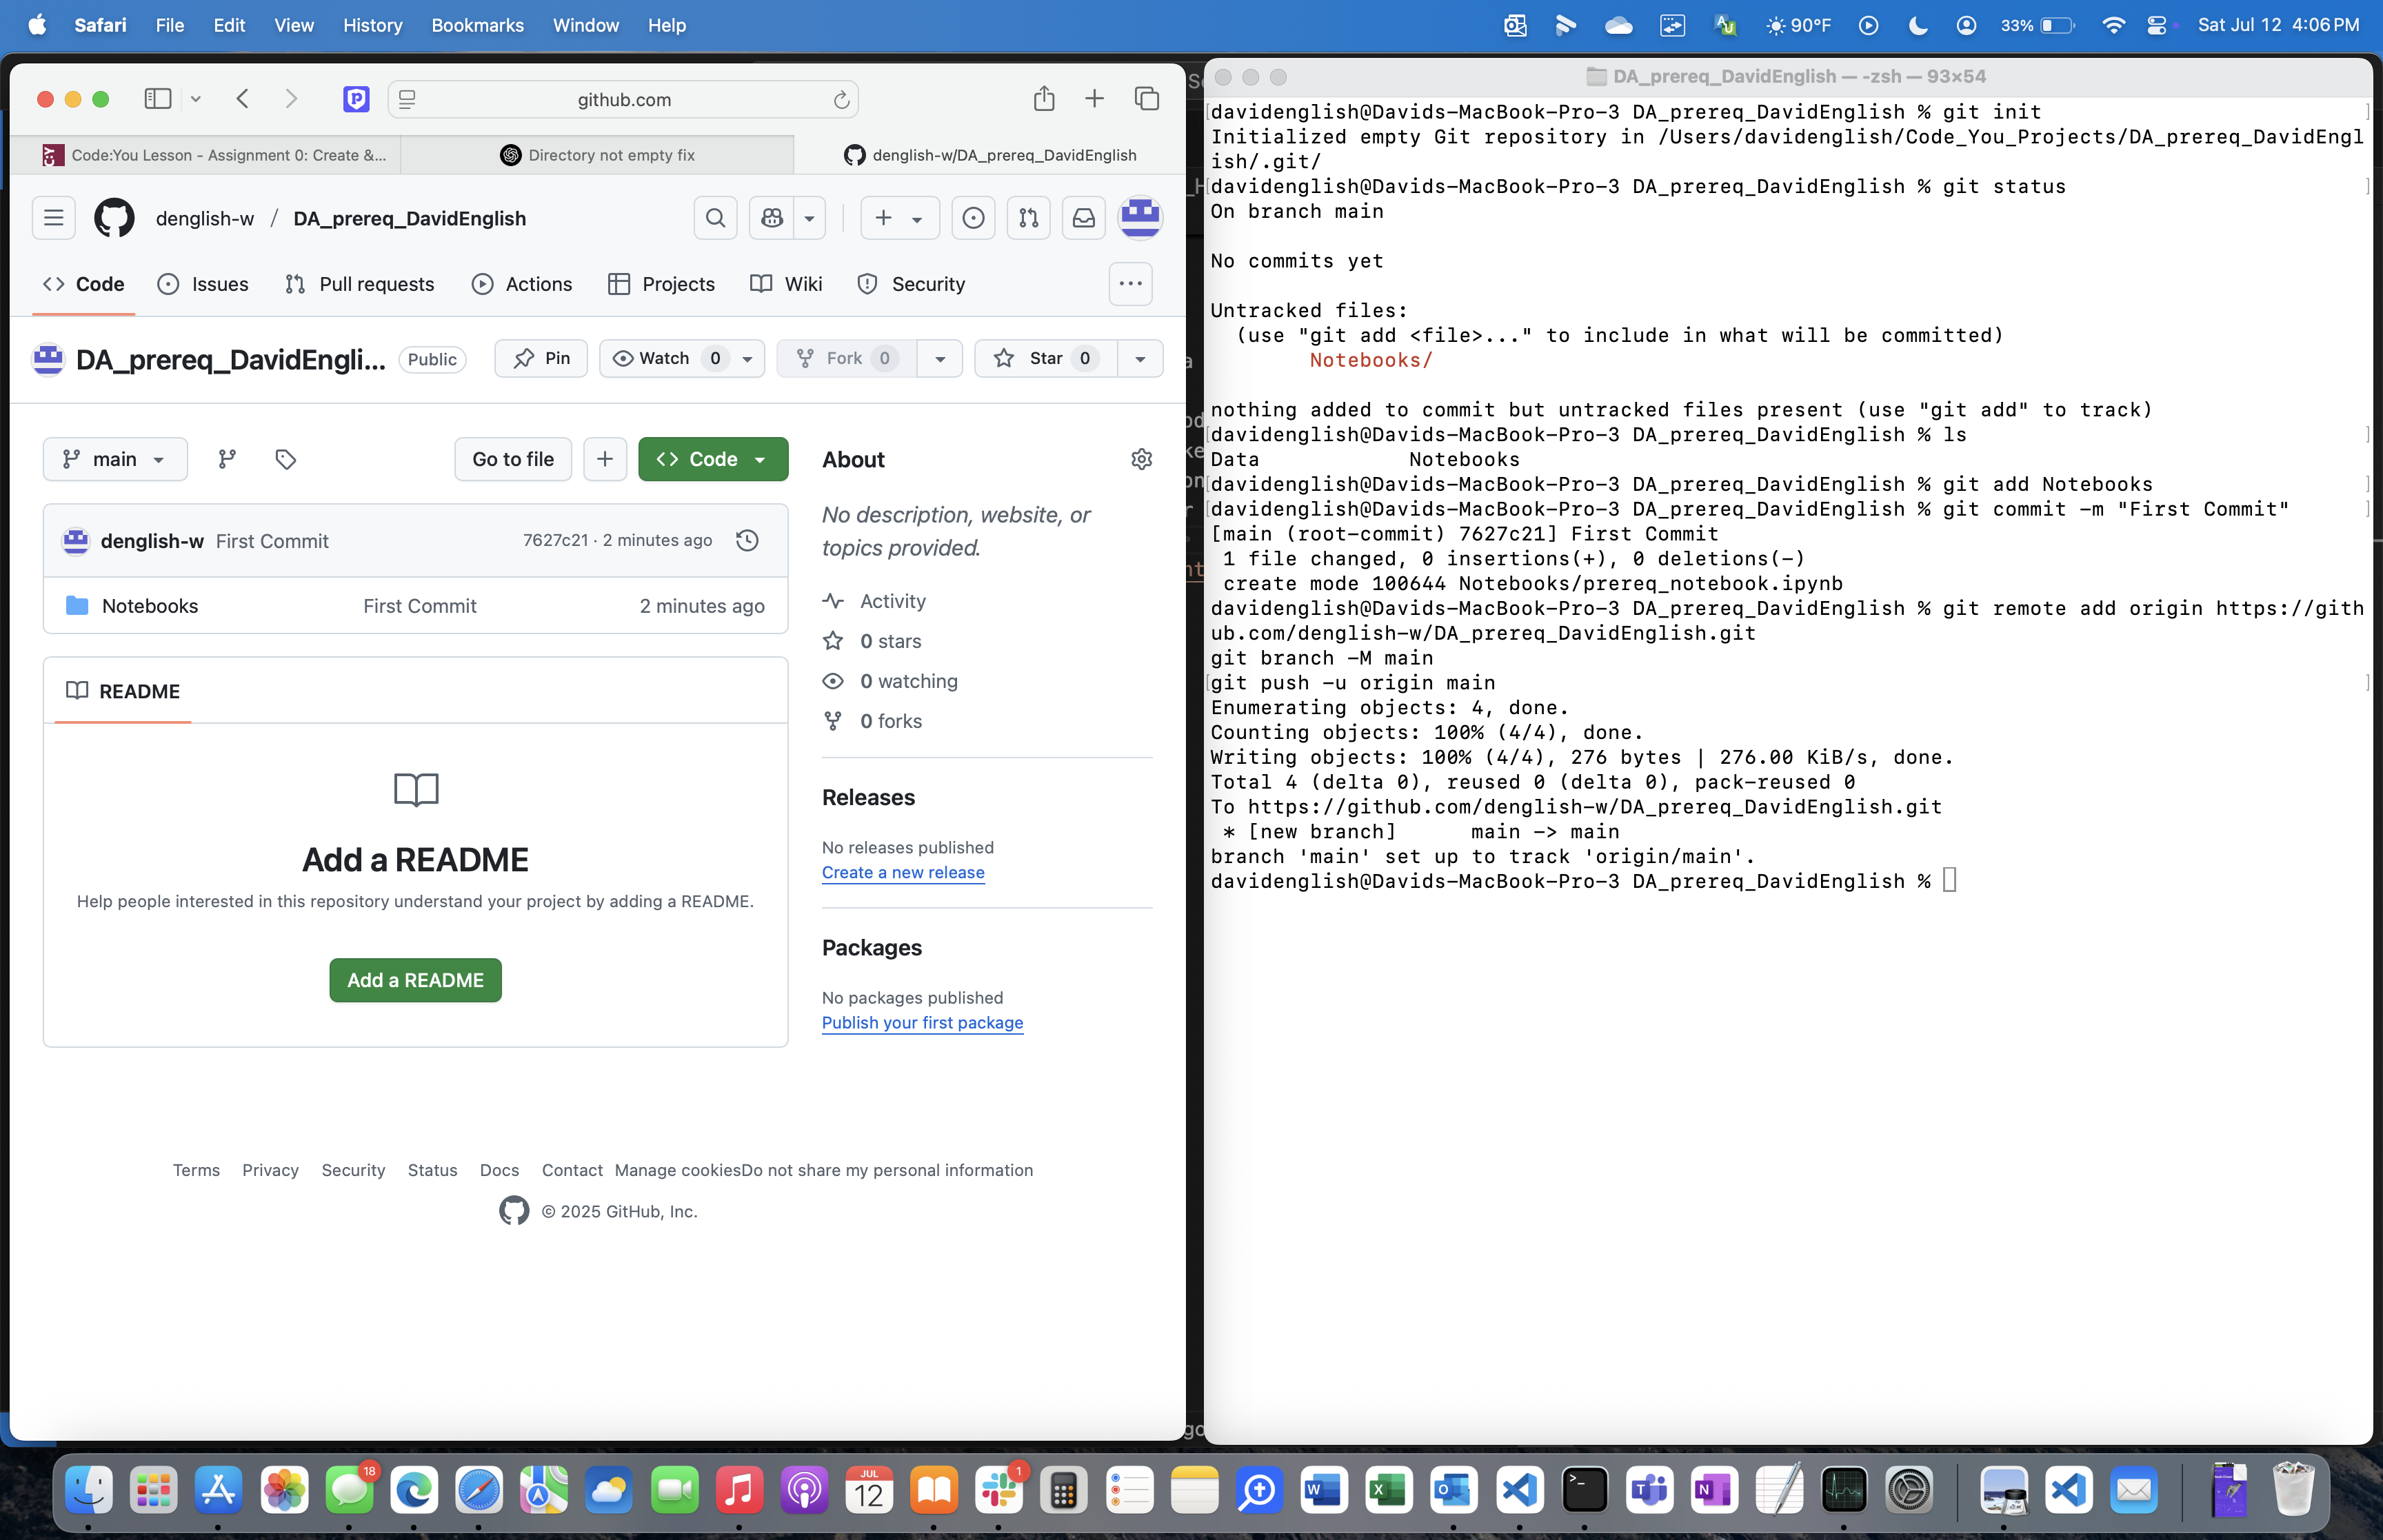 Safari File Edit View History Bookmarks Window Help 90°F 33% Sat Jul 12 4:06 PM
github.com
Code:You Lesson - Assignment 0: Create &... Directory not empty fix denglish-w/DA_prereq_DavidEnglish
denglish-w / DA_prereq_DavidEnglish
Code Issues Pull requests Actions Projects Wiki Security
DA_prereq_DavidEngli... Public Pin Watch 0 Fork 0 Star 0
main Go to file Code
denglish-w First Commit 7627c21 · 2 minutes ago
Notebooks First Commit 2 minutes ago
README
Add a README
Help people interested in this repository understand your project by adding a README.
Add a README
About
No description, website, or
topics provided.
Activity
0 stars
0 watching
0 forks
Releases
No releases published
Create a new release
Packages
No packages published
Publish your first package
Terms Privacy Security Status Docs Contact Manage cookies Do not share my personal information
© 2025 GitHub, Inc.
DA_prereq_DavidEnglish — -zsh — 93×54
davidenglish@Davids-MacBook-Pro-3 DA_prereq_DavidEnglish % git init
Initialized empty Git repository in /Users/davidenglish/Code_You_Projects/DA_prereq_DavidEngl
ish/.git/
davidenglish@Davids-MacBook-Pro-3 DA_prereq_DavidEnglish % git status
On branch main
No commits yet
Untracked files:
(use "git add <file>..." to include in what will be committed)
Notebooks/
nothing added to commit but untracked files present (use "git add" to track)
davidenglish@Davids-MacBook-Pro-3 DA_prereq_DavidEnglish % ls
Data Notebooks
davidenglish@Davids-MacBook-Pro-3 DA_prereq_DavidEnglish % git add Notebooks
davidenglish@Davids-MacBook-Pro-3 DA_prereq_DavidEnglish % git commit -m "First Commit"
[main (root-commit) 7627c21] First Commit
1 file changed, 0 insertions(+), 0 deletions(-)
create mode 100644 Notebooks/prereq_notebook.ipynb
davidenglish@Davids-MacBook-Pro-3 DA_prereq_DavidEnglish % git remote add origin https://gith
ub.com/denglish-w/DA_prereq_DavidEnglish.git
git branch -M main
git push -u origin main
Enumerating objects: 4, done.
Counting objects: 100% (4/4), done.
Writing objects: 100% (4/4), 276 bytes | 276.00 KiB/s, done.
Total 4 (delta 0), reused 0 (delta 0), pack-reused 0
To https://github.com/denglish-w/DA_prereq_DavidEnglish.git
* [new branch] main -> main
branch 'main' set up to track 'origin/main'.
davidenglish@Davids-MacBook-Pro-3 DA_prereq_DavidEnglish %
18 JUL 12 1